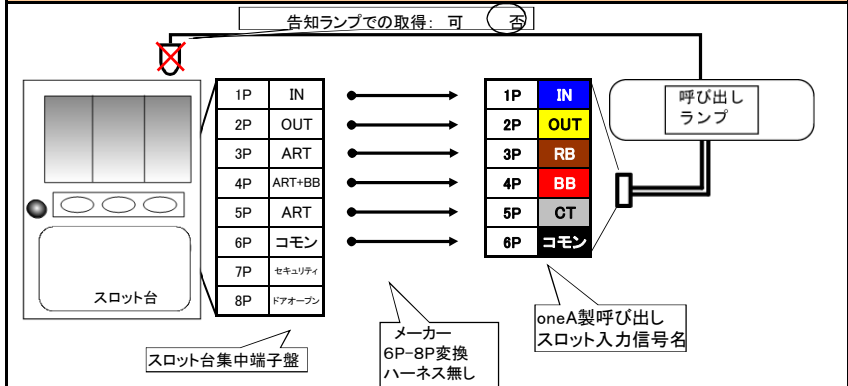 告知ランプでの取得: 可 否
1P IN 1P IN
2P OUT 2P OUT
3P ART 3P RB
4P ART+BB 4P BB
5P ART 5P CT
6P コモン 6P コモン
7P セキュリティ
8P ドアオープン
呼び出し
ランプ
スロット台
スロット台集中端子盤
メーカー
6P-8P変換
ハーネス無し
oneA製呼び出し
スロット入力信号名